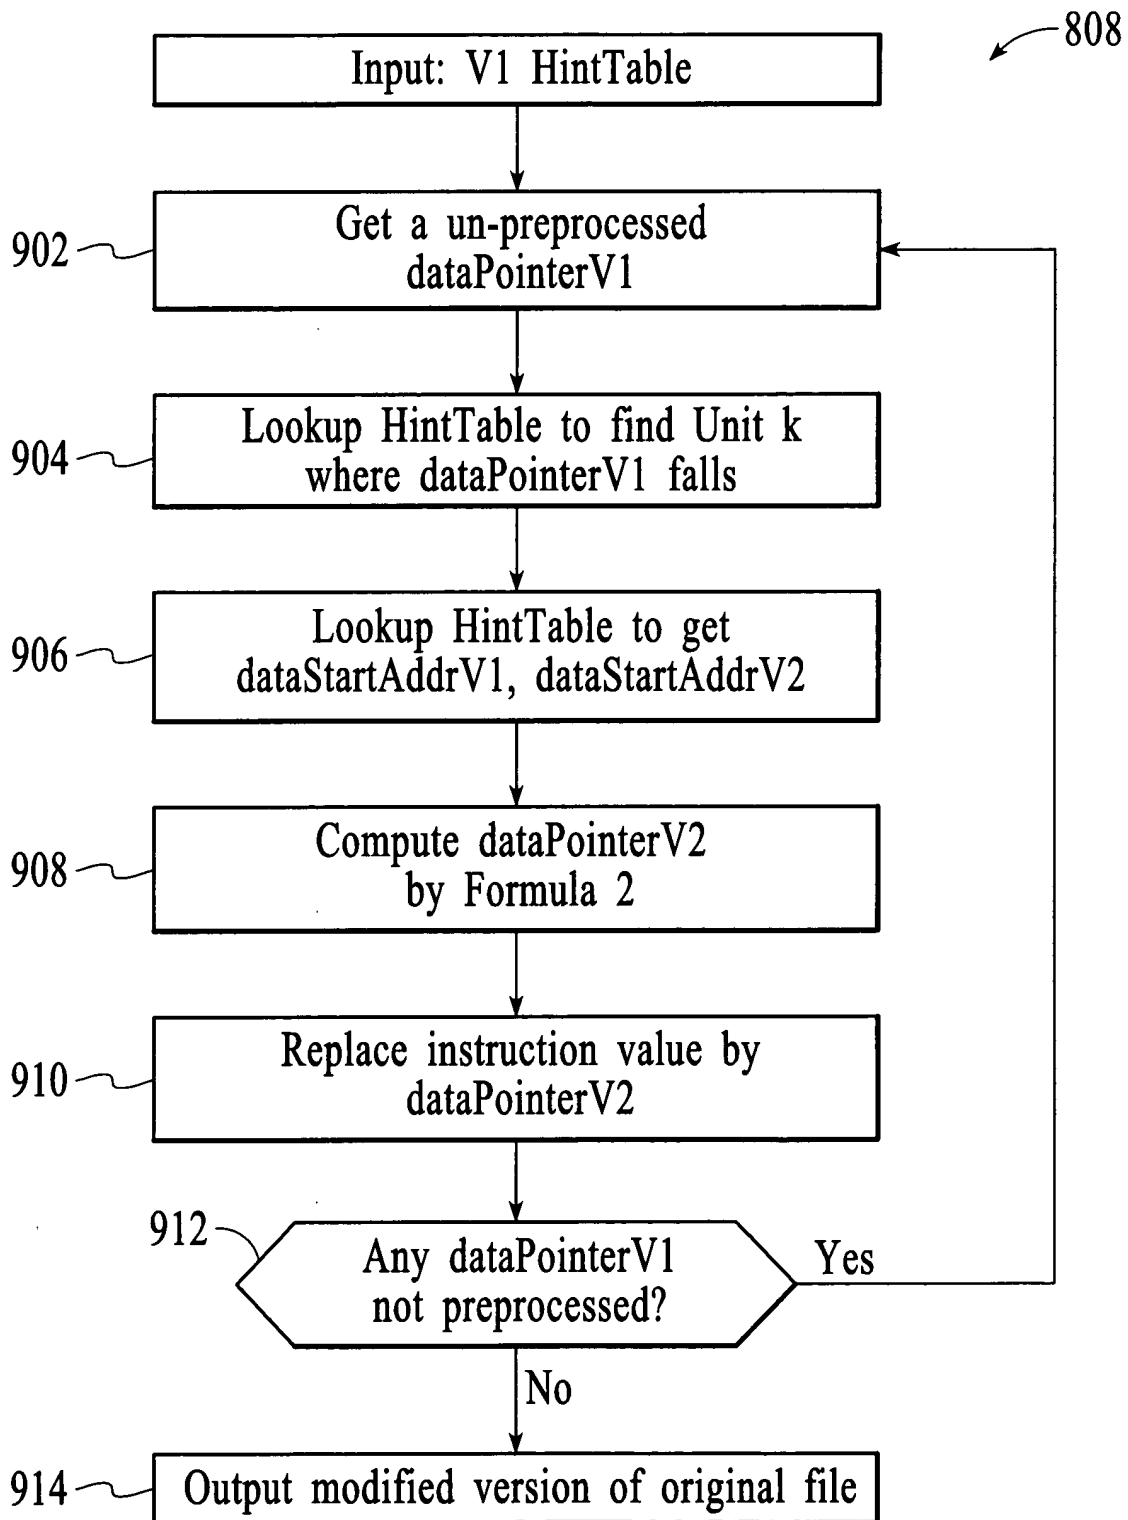 808
Input: V1 HintTable
902
Get a un-preprocessed
dataPointerV1
904
Lookup HintTable to find Unit k
where dataPointerV1 falls
906
Lookup HintTable to get
dataStartAddrV1, dataStartAddrV2
908
Compute dataPointerV2
by Formula 2
910
Replace instruction value by
dataPointerV2
912
Any dataPointerV1
not preprocessed?
Yes
No
914
Output modified version of original file